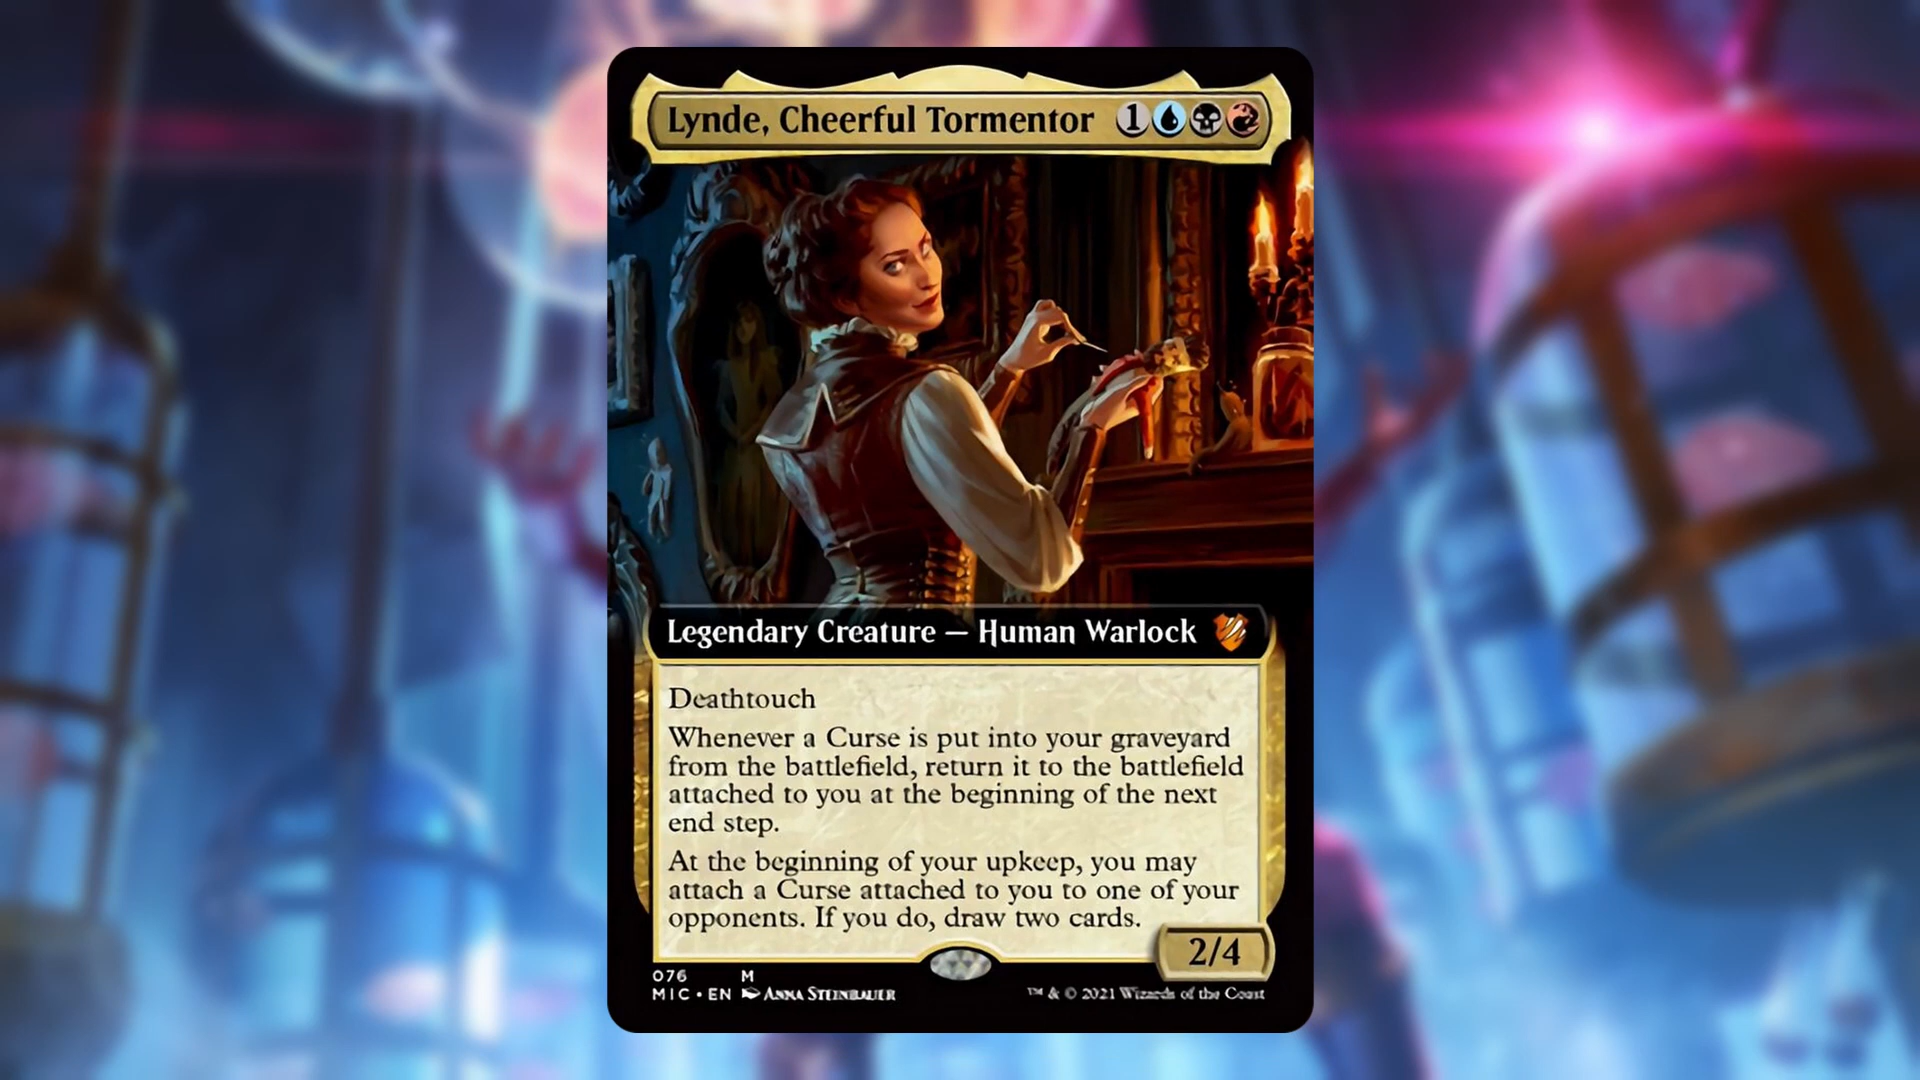 Lynde, Cheerful Tormentor 1
Legendary Creature — Human Warlock
Deathtouch
Whenever a Curse is put into your graveyard
from the battlefield, return it to the battlefield
attached to you at the beginning of the next
end step.
At the beginning of your upkeep, you may
attach a Curse attached to you to one of your
opponents. If you do, draw two cards.
2/4
076 M
MIC • EN Anna Steinbauer
™ & © 2021 Wizards of the Coast